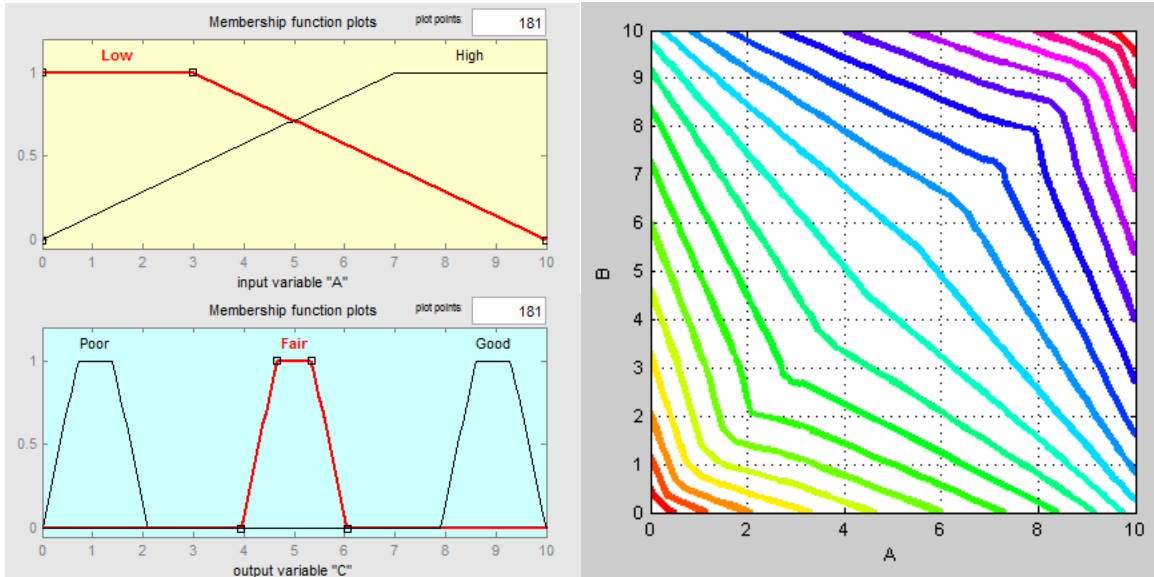 Membership function plots plot points: 181
Low High
1
0.5
0
0 1 2 3 4 5 6 7 8 9 10
input variable "A"
Membership function plots plot points: 181
Poor Fair Good
1
0.5
0
0 1 2 3 4 5 6 7 8 9 10
output variable "C"
10
9
8
7
6
5
4
3
2
1
0
B
0 2 4 6 8 10
A